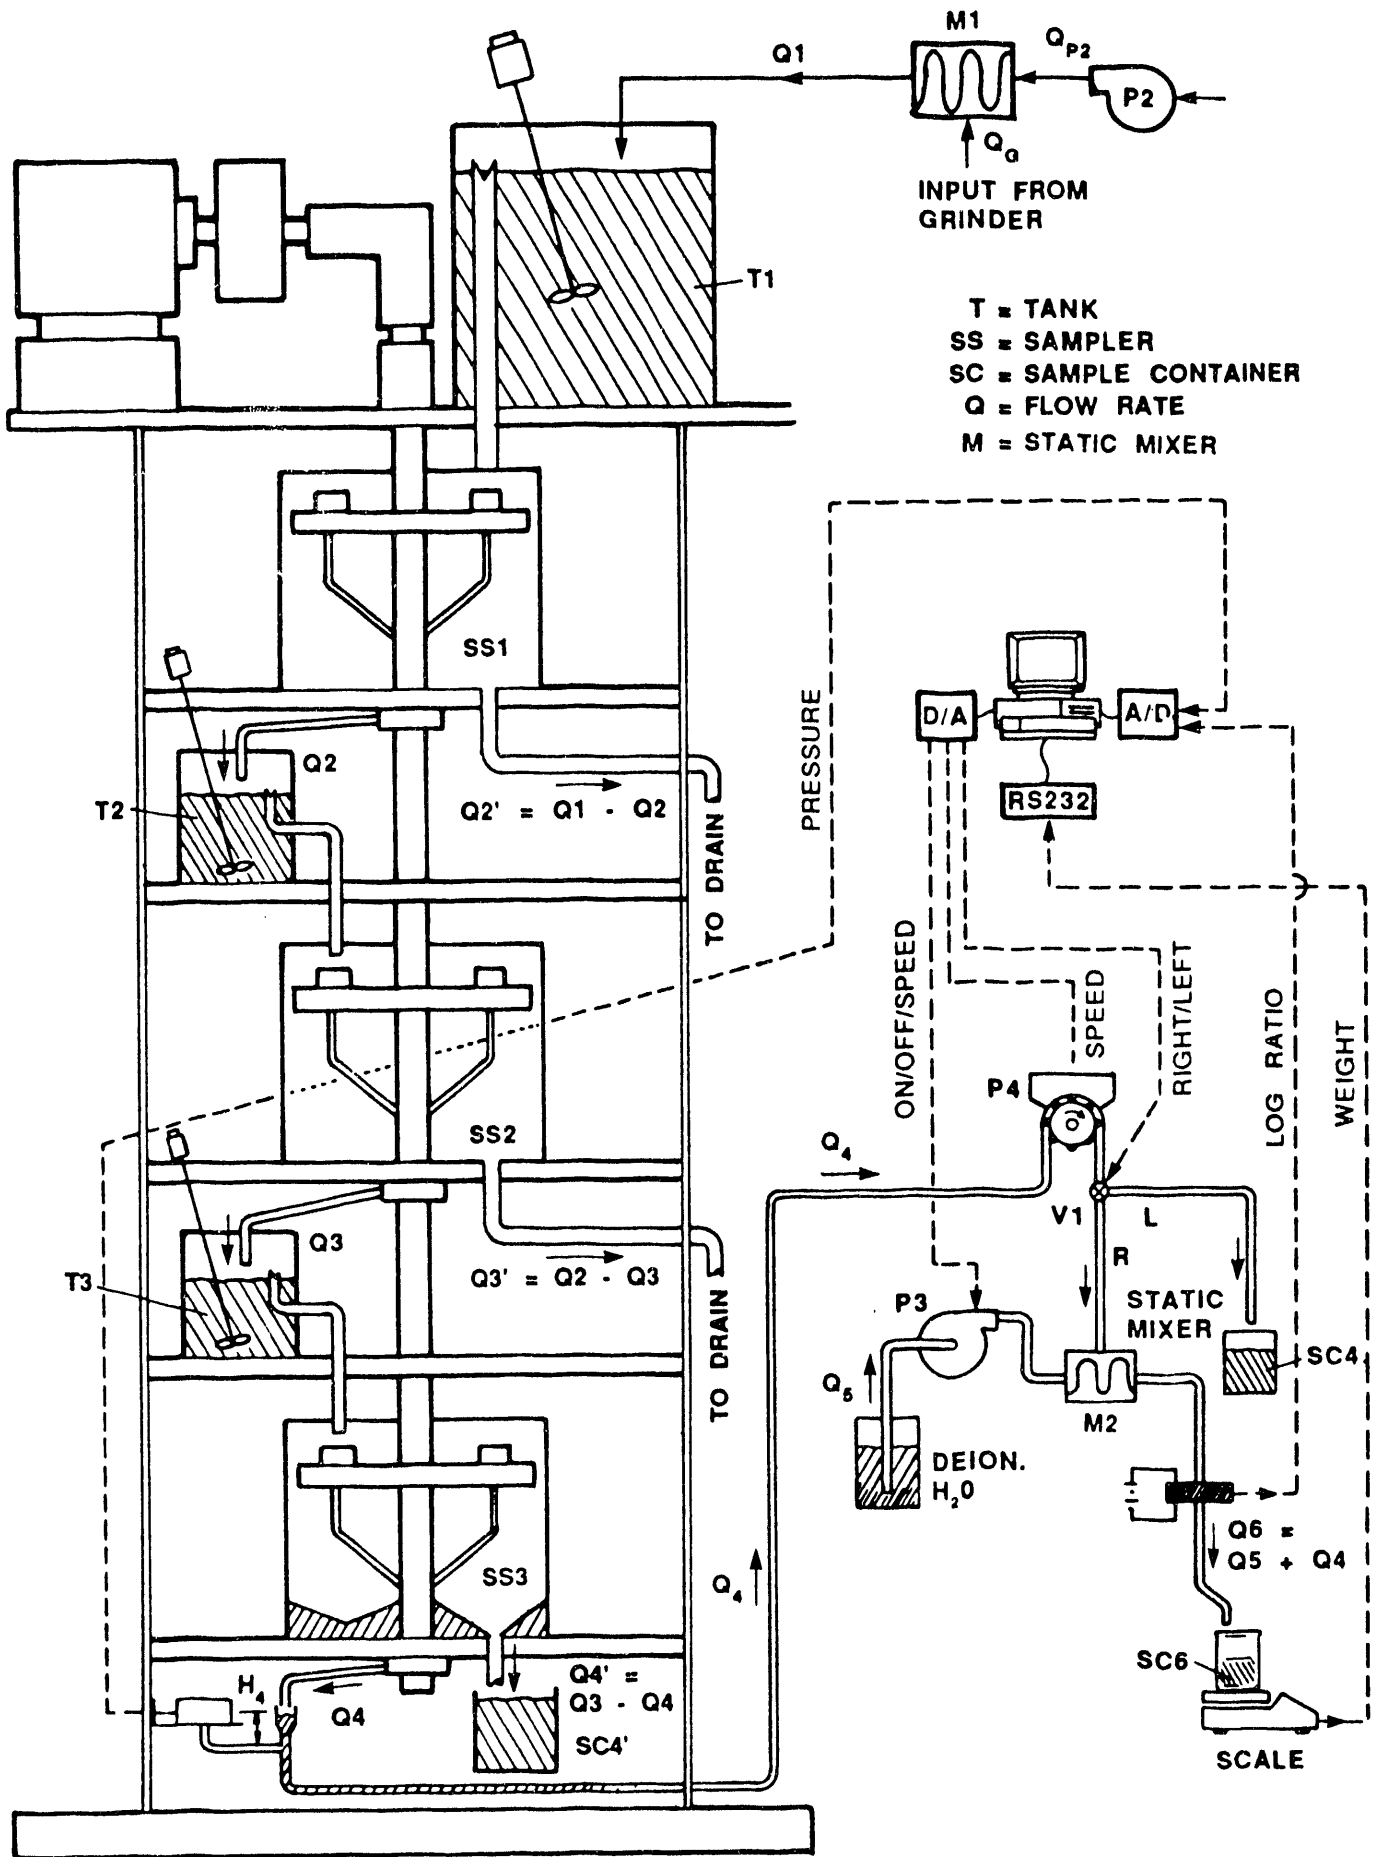 M1
Q1
QP2
P2
QG
INPUT FROM
GRINDER
T1
T = TANK
SS = SAMPLER
SC = SAMPLE CONTAINER
Q = FLOW RATE
M = STATIC MIXER
SS1
PRESSURE
D/A
A/D
RS232
Q2
T2
Q2' = Q1 - Q2
TO DRAIN
ON/OFF/SPEED
SPEED
RIGHT/LEFT
LOG RATIO
WEIGHT
P4
SS2
Q4
V1
L
R
Q3
T3
Q3' = Q2 - Q3
TO DRAIN
P3
STATIC
MIXER
SC4
Q5
M2
DEION.
H2O
Q6 =
Q5 + Q4
SS3
Q4
SC6
H4
Q4
Q4' =
Q3 - Q4
SC4'
SCALE